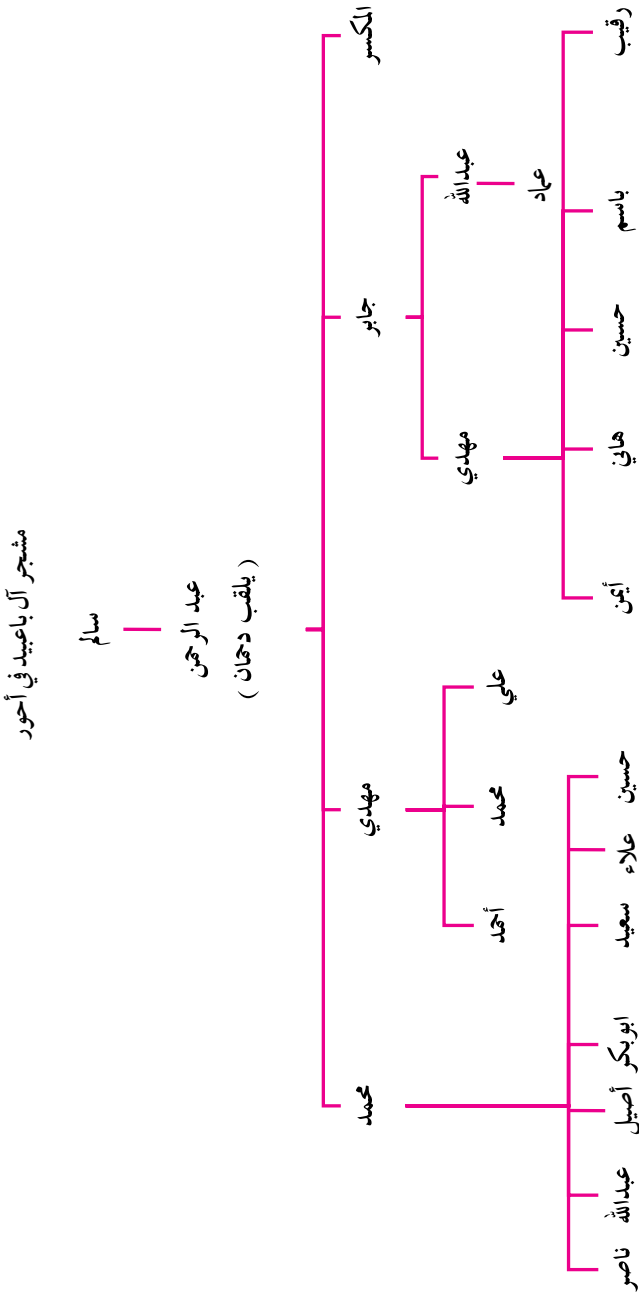 مشجر آل باعبيد في أحور
سالم
عبد الرحمن
( يلقب دحمان )
المكسر
جابر
مهدي
محمد
عبدالله
مهدي
علي
محمد
أحمد
عماد
رقيب
باسم
حسين
هاني
أيمن
حسين
علاء
سعيد
ابوبكر
أصيل
عبدالله
ناصر